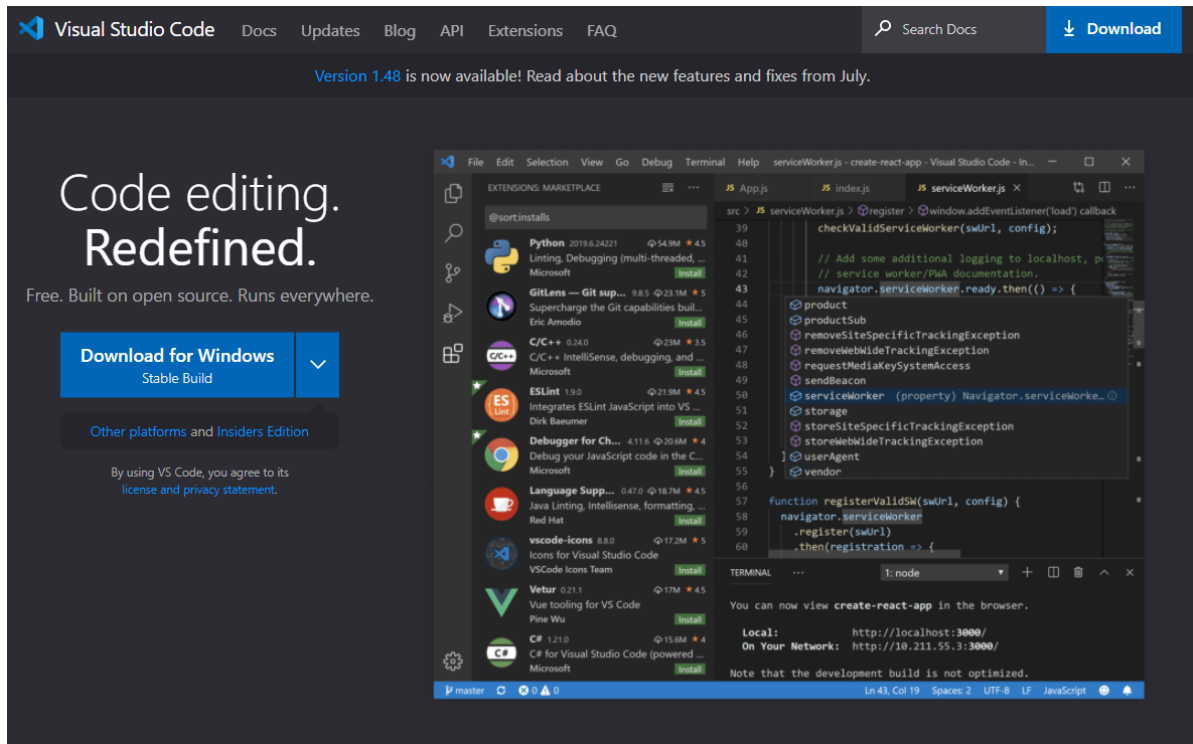 Visual Studio Code Docs Updates Blog API Extensions FAQ Search Docs Download
Version 1.48 is now available! Read about the new features and fixes from July.
Code editing.
Redefined.
Free. Built on open source. Runs everywhere.
Download for Windows
Stable Build
Other platforms and Insiders Edition
By using VS Code, you agree to its
license and privacy statement.
File Edit Selection View Go Debug Terminal Help serviceWorker.js - create-react-app - Visual Studio Code - In...
EXTENSIONS: MARKETPLACE ...
@sort:installs
Python 2019.6.24221 54.9M ★ 4.5
Linting, Debugging (multi-threaded, ...
Microsoft Install
GitLens — Git sup... 9.8.5 23.1M ★ 5
Supercharge the Git capabilities buil...
Eric Amodio Install
C/C++
C/C++ 0.24.0 23M ★ 3.5
C/C++ IntelliSense, debugging, and ...
Microsoft Install
ES
Lint
ESLint 1.9.0 21.9M ★ 4.5
Integrates ESLint JavaScript into VS ...
Dirk Baeumer Install
Debugger for Ch... 4.11.6 20.6M ★ 4
Debug your JavaScript code in the C...
Microsoft Install
Language Supp... 0.47.0 18.7M ★ 4.5
Java Linting, Intellisense, formatting, ...
Red Hat Install
vscode-icons 8.8.0 17.2M ★ 5
Icons for Visual Studio Code
VSCode Icons Team Install
Vetur 0.21.1 17M ★ 4.5
Vue tooling for VS Code
Pine Wu Install
C#
C# 1.21.0 15.6M ★ 4
C# for Visual Studio Code (powered ...
Microsoft Install
JS App.js JS index.js JS serviceWorker.js ...
src > JS serviceWorker.js > register > window.addEventListener('load') callback
39 checkValidServiceWorker(swUrl, config);
40
41 // Add some additional logging to localhost, p
42 // service worker/PWA documentation.
43 navigator.serviceWorker.ready.then(() => {
44 product
45 productSub
46 removeSiteSpecificTrackingException
47 removeWebWideTrackingException
48 requestMediaKeySystemAccess
49 sendBeacon
50 serviceWorker (property) Navigator.serviceWorke...
51 storage
52 storeSiteSpecificTrackingException
53 storeWebWideTrackingException
54 ] userAgent
55 } vendor
56
57 function registerValidSW(swUrl, config) {
58 navigator.serviceWorker
59 .register(swUrl)
60 .then(registration => {
TERMINAL ... 1: node
You can now view create-react-app in the browser.
Local: http://localhost:3000/
On Your Network: http://10.211.55.3:3000/
Note that the development build is not optimized.
master 0 0 Ln 43, Col 19 Spaces: 2 UTF-8 LF JavaScript